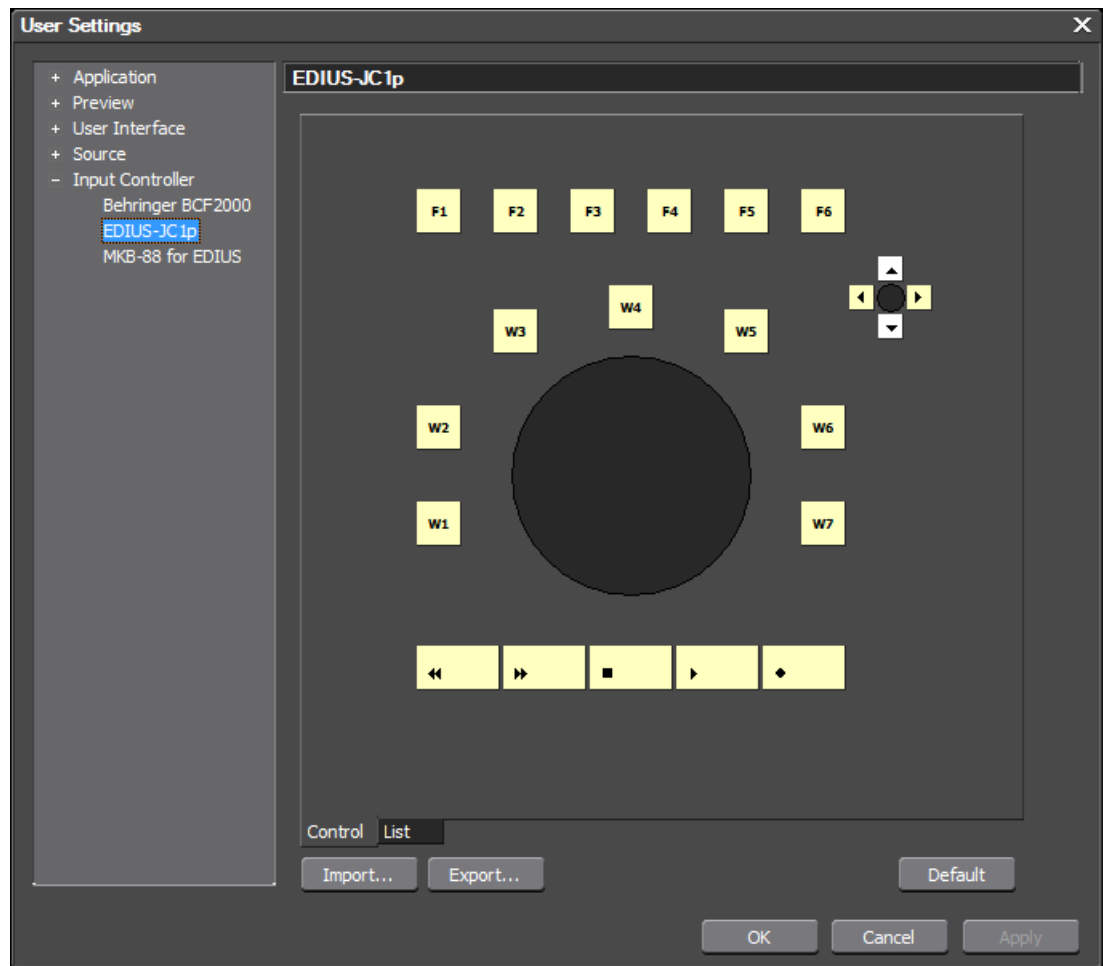 User Settings
+ Application
+ Preview
+ User Interface
+ Source
- Input Controller
Behringer BCF2000
EDIUS-JC1p
MKB-88 for EDIUS
EDIUS-JC1p
F1 F2 F3 F4 F5 F6
W4
W3 W5
W2 W6
W1 W7
Control List
Import... Export... Default
OK Cancel Apply